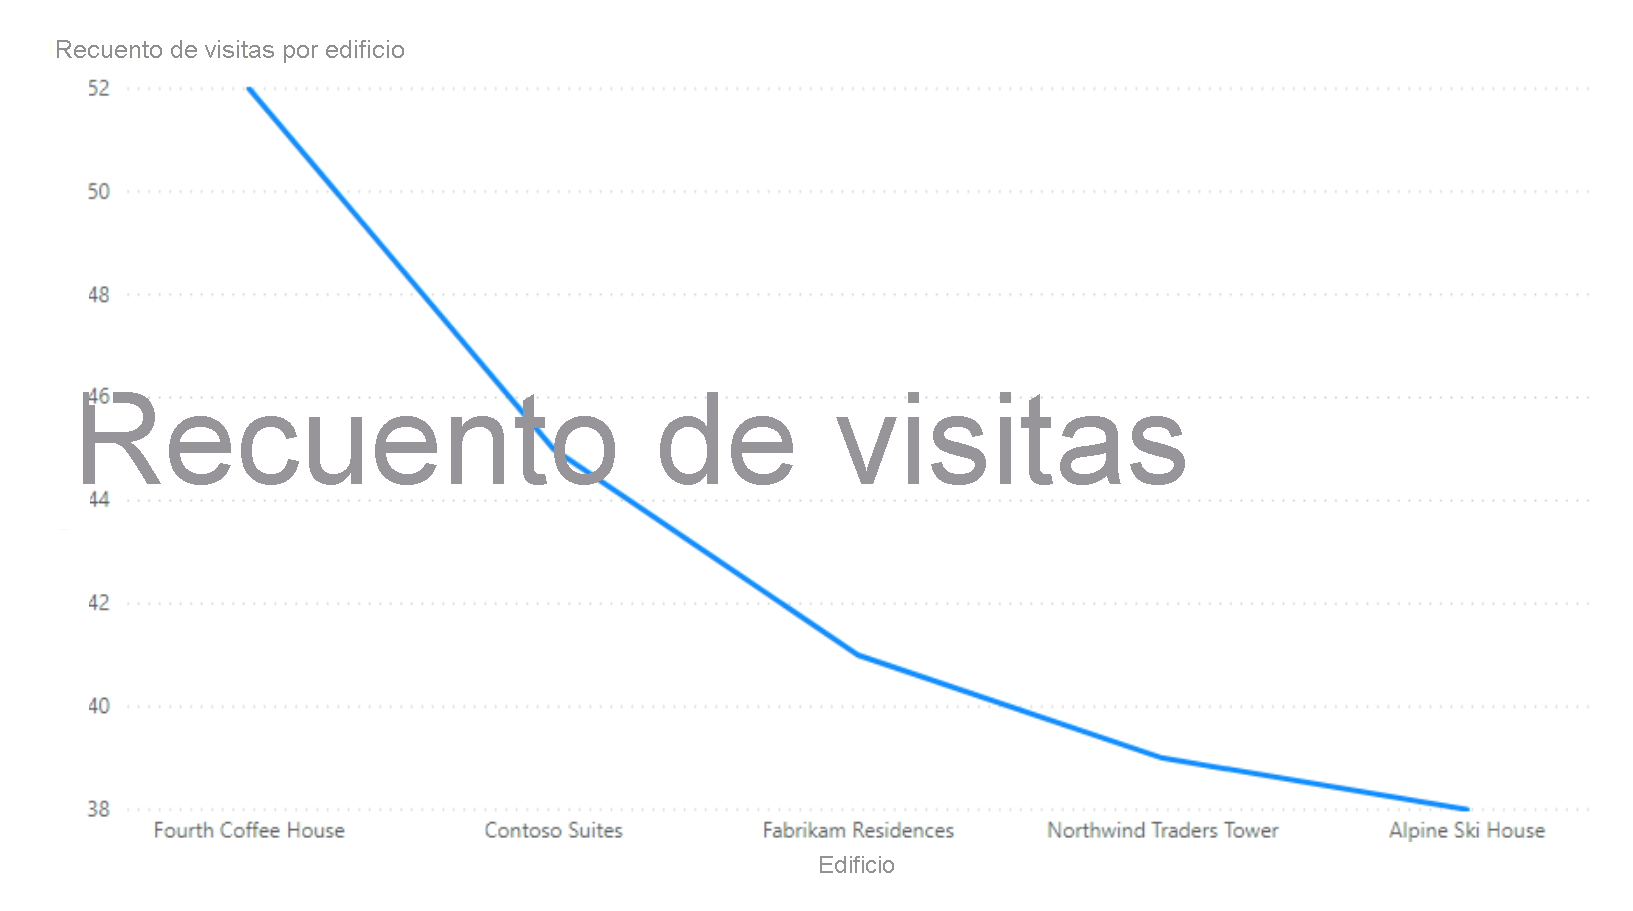 Recuento de visitas por edificio
52
50
48
46
Recuento de visitas
44
42
40
38
Fourth Coffee House Contoso Suites Fabrikam Residences Northwind Traders Tower Alpine Ski House
Edificio